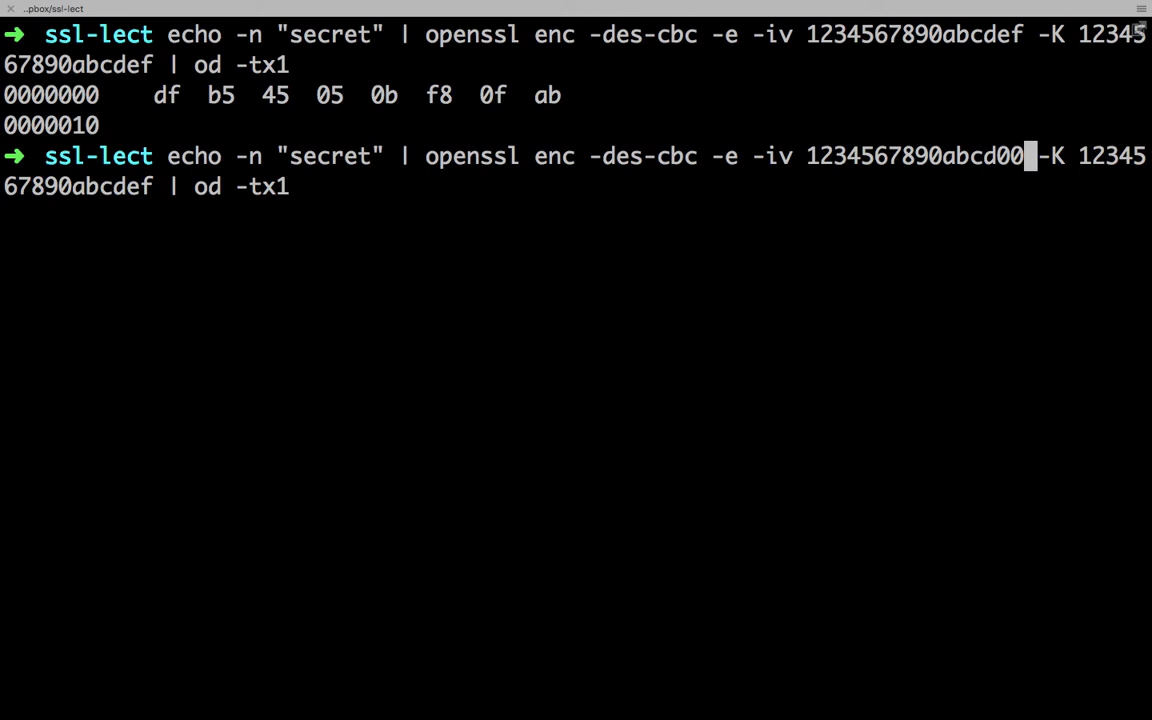 ..pbox/ssl-lect
➜ ssl-lect echo -n "secret" | openssl enc -des-cbc -e -iv 1234567890abcdef -K 12345
67890abcdef | od -tx1
0000000 df b5 45 05 0b f8 0f ab
0000010
➜ ssl-lect echo -n "secret" | openssl enc -des-cbc -e -iv 1234567890abcd00 -K 12345
67890abcdef | od -tx1